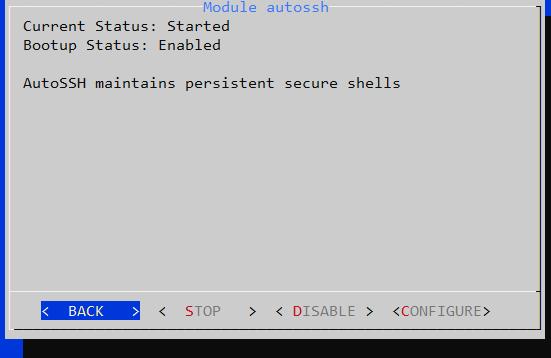 Module autossh
Current Status: Started
Bootup Status: Enabled
AutoSSH maintains persistent secure shells
<  BACK   >  <  STOP   >  < DISABLE >  <CONFIGURE>